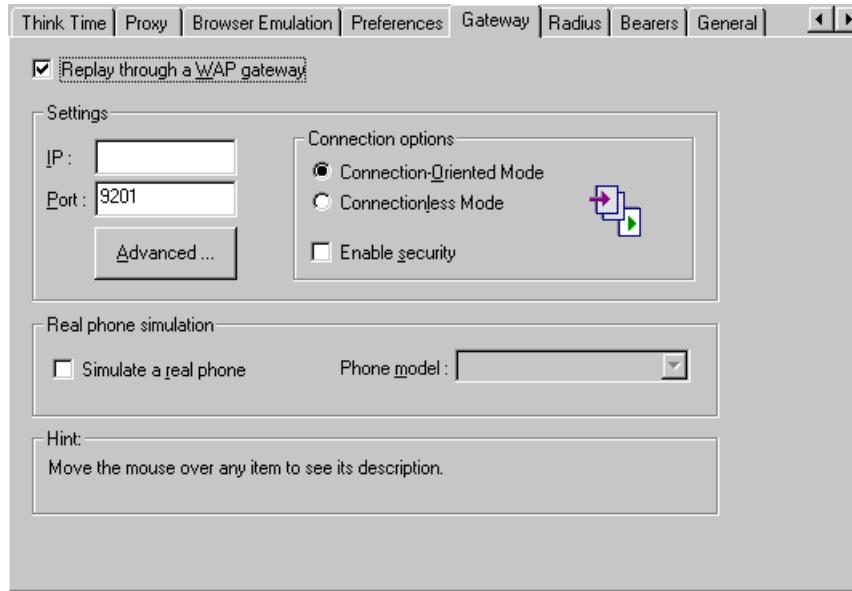 Think Time Proxy Browser Emulation Preferences Gateway Radius Bearers General
Replay through a WAP gateway
Settings
IP :
Port : 9201
Advanced ...
Connection options
Connection-Oriented Mode
Connectionless Mode
Enable security
Real phone simulation
Simulate a real phone
Phone model :
Hint:
Move the mouse over any item to see its description.